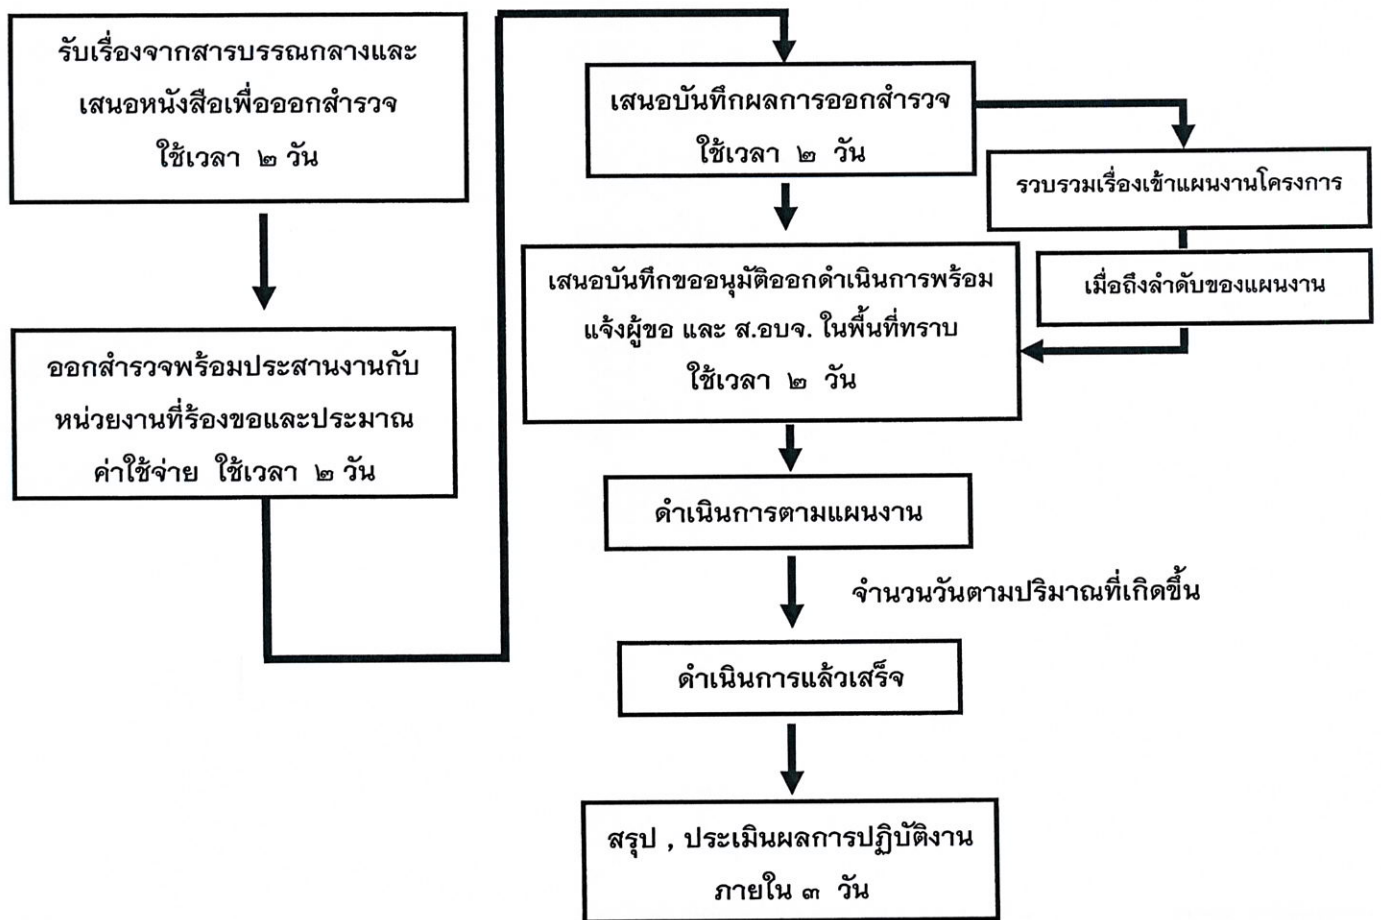 รับเรื่องจากสารบรรณกลางและ
เสนอหนังสือเพื่อออกสำรวจ
ใช้เวลา ๒ วัน
ออกสำรวจพร้อมประสานงานกับ
หน่วยงานที่ร้องขอและประมาณ
ค่าใช้จ่าย ใช้เวลา ๒ วัน
เสนอบันทึกผลการออกสำรวจ
ใช้เวลา ๒ วัน
รวบรวมเรื่องเข้าแผนงานโครงการ
เมื่อถึงลำดับของแผนงาน
เสนอบันทึกขออนุมัติออกดำเนินการพร้อม
แจ้งผู้ขอ และ ส.อบจ. ในพื้นที่ทราบ
ใช้เวลา ๒ วัน
ดำเนินการตามแผนงาน
จำนวนวันตามปริมาณที่เกิดขึ้น
ดำเนินการแล้วเสร็จ
สรุป , ประเมินผลการปฏิบัติงาน
ภายใน ๓ วัน